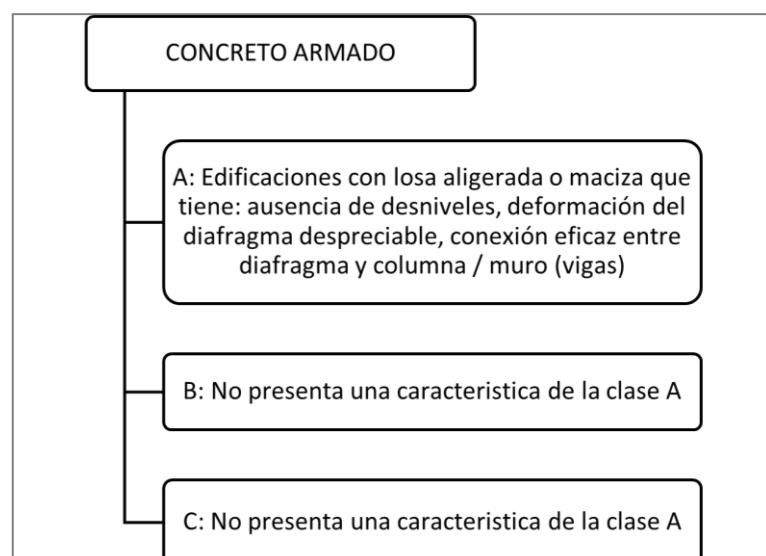 CONCRETO ARMADO
A: Edificaciones con losa aligerada o maciza que
tiene: ausencia de desniveles, deformación del
diafragma despreciable, conexión eficaz entre
diafragma y columna / muro (vigas)
B: No presenta una caracteristica de la clase A
C: No presenta una caracteristica de la clase A